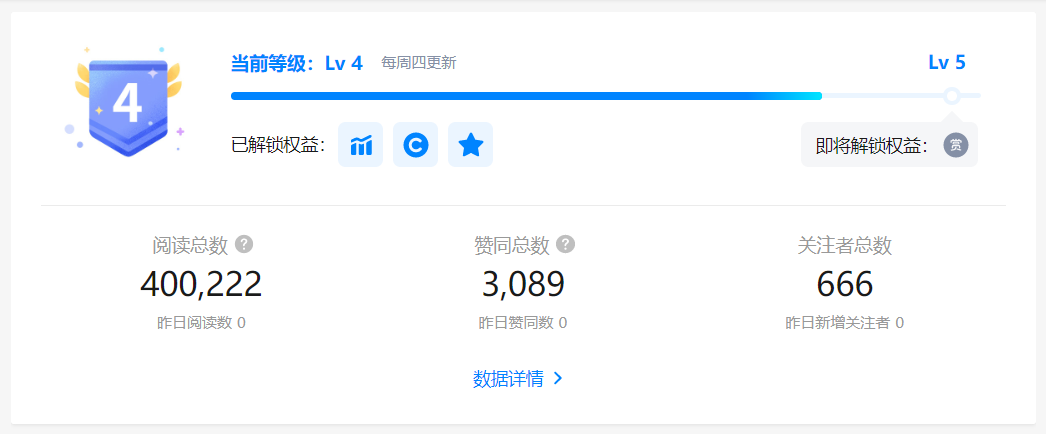 4
当前等级：Lv 4 每周四更新 Lv 5
已解锁权益： 即将解锁权益： 赏
阅读总数 ? 赞同总数 ? 关注者总数
400,222 3,089 666
昨日阅读数 0 昨日赞同数 0 昨日新增关注者 0
数据详情 >